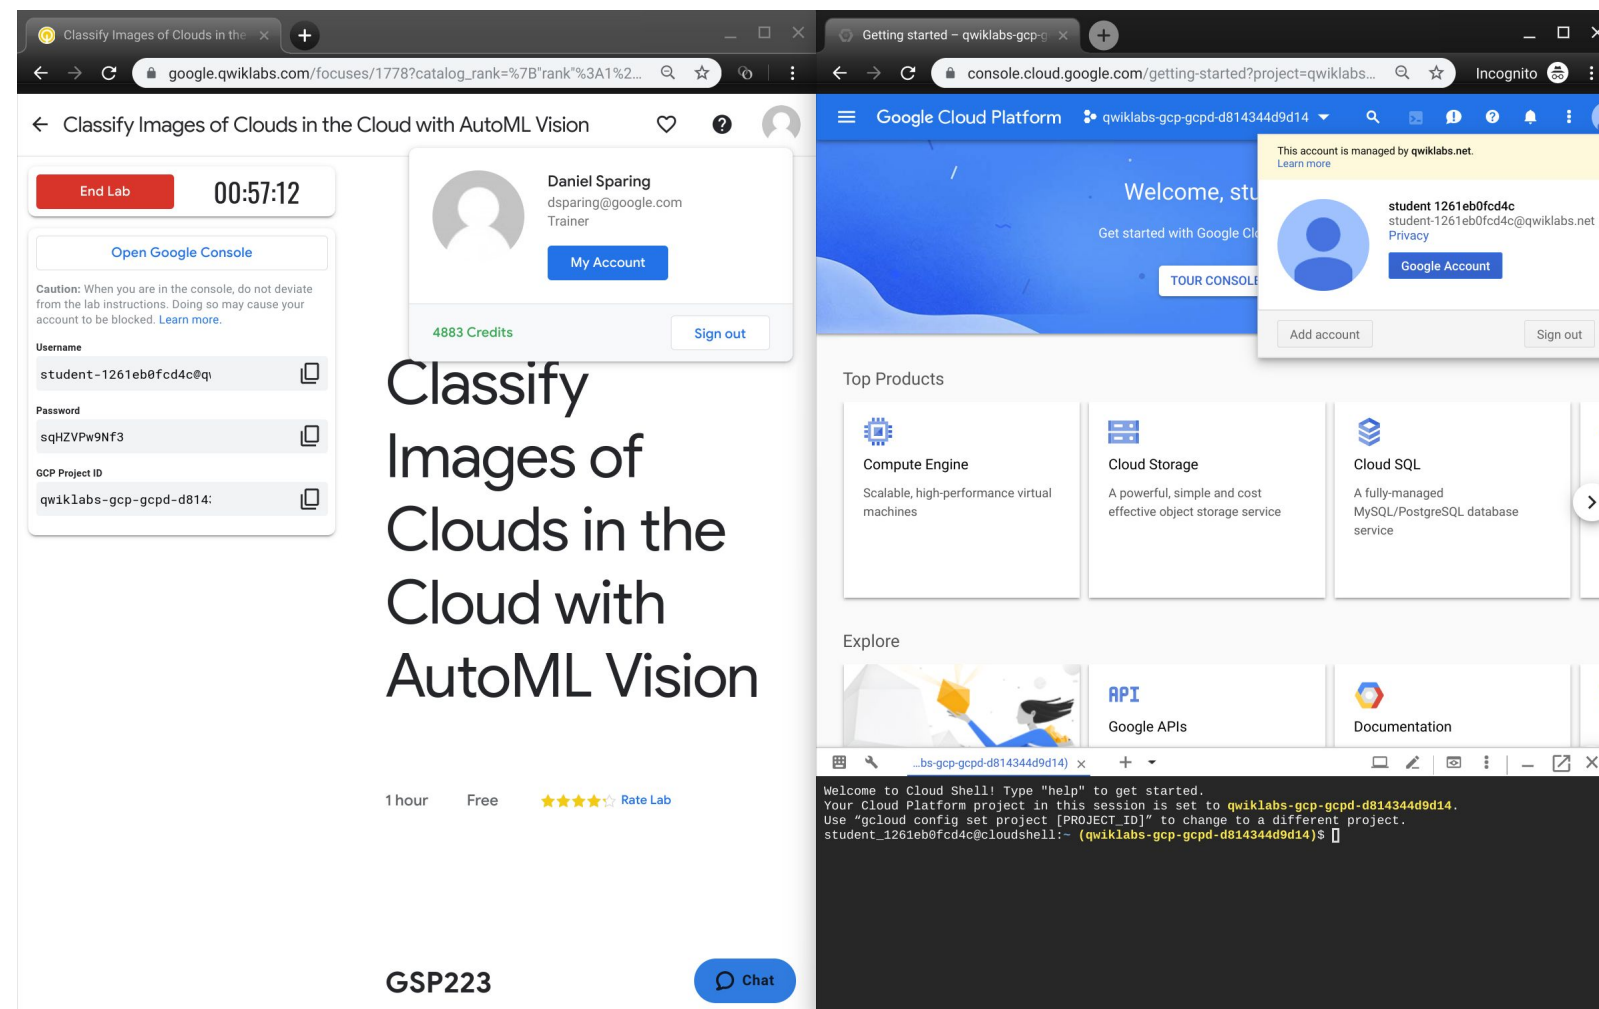 Classify Images of Clouds in the
google.qwiklabs.com/focuses/1778?catalog_rank=%7B"rank"%3A1%2...
Classify Images of Clouds in the Cloud with AutoML Vision
End Lab
00:57:12
Open Google Console
Caution: When you are in the console, do not deviate
from the lab instructions. Doing so may cause your
account to be blocked. Learn more.
Username
student-1261eb0fcd4c@q
Password
sqHZVPw9Nf3
GCP Project ID
qwiklabs-gcp-gcpd-d814
Daniel Sparing
dsparing@google.com
Trainer
My Account
4883 Credits
Sign out
Classify
Images of
Clouds in the
Cloud with
AutoML Vision
1 hour
Free
Rate Lab
GSP223
Chat
Getting started – qwiklabs-gcp-g
console.cloud.google.com/getting-started?project=qwiklabs...
Incognito
Google Cloud Platform
qwiklabs-gcp-gcpd-d814344d9d14
Welcome, stu
Get started with Google Clo
TOUR CONSOLE
This account is managed by qwiklabs.net.
Learn more
student 1261eb0fcd4c
student-1261eb0fcd4c@qwiklabs.net
Privacy
Google Account
Add account
Sign out
Top Products
Compute Engine
Scalable, high-performance virtual
machines
Cloud Storage
A powerful, simple and cost
effective object storage service
Cloud SQL
A fully-managed
MySQL/PostgreSQL database
service
Explore
API
Google APIs
Documentation
...bs-gcp-gcpd-d814344d9d14)
Welcome to Cloud Shell! Type "help" to get started.
Your Cloud Platform project in this session is set to qwiklabs-gcp-gcpd-d814344d9d14.
Use “gcloud config set project [PROJECT_ID]” to change to a different project.
student_1261eb0fcd4c@cloudshell:~ (qwiklabs-gcp-gcpd-d814344d9d14)$